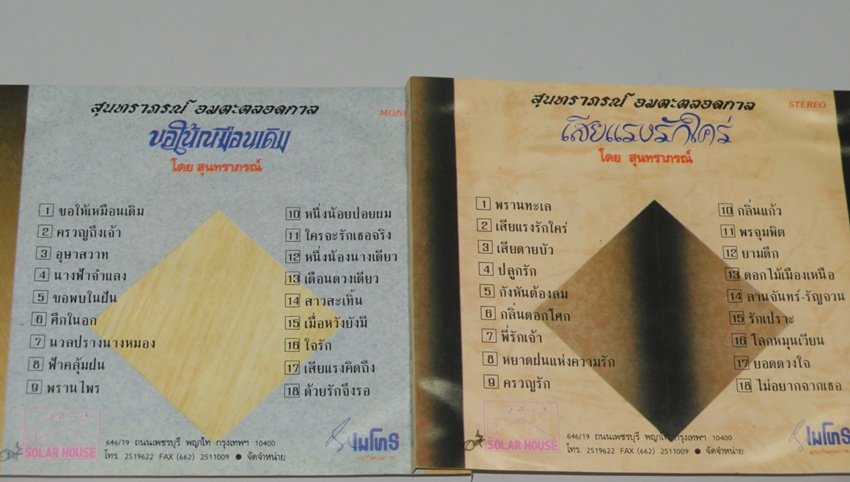 สุนทราภรณ์ อมตะตลอดกาล
MONO
ขอให้เหมือนเดิม
โดย สุนทราภรณ์
1 ขอให้เหมือนเดิม
2 ครวญถึงเจ้า
3 อุษาสวาท
4 นางฟ้าจำแลง
5 ขอพบในฝัน
6 ศึกในอก
7 นวลปรางนางหมอง
8 ฟ้าคลุ้มฝน
9 พรานไพร
10 หนึ่งน้อยปอยผม
11 ใครจะรักเธอจริง
12 หนึ่งน้องนางเดียว
13 เดือนดวงเดียว
14 สาวสะเทิ้น
15 เมื่อหวังยังมี
16 ใจรัก
17 เสียแรงคิดถึง
18 ด้วยรักจึงรอ
SOLAR HOUSE
646/19 ถนนเพชรบุรี พญาไท กรุงเทพฯ 10400
โทร. 2519622 FAX (662) 2511009 ● จัดจำหน่าย
เมโทร
สุนทราภรณ์ อมตะตลอดกาล
STEREO
เสียแรงรักใคร่
โดย สุนทราภรณ์
1 พรานทะเล
2 เสียแรงรักใคร่
3 เสียดายบัว
4 ปลูกรัก
5 กังหันต้องลม
6 กลิ่นดอกโศก
7 พี่รักเจ้า
8 หยาดฝนแห่งความรัก
9 ครวญรัก
10 กลิ่นแก้ว
11 พรจุมพิต
12 ยามดึก
13 ดอกไม้เมืองเหนือ
14 ลานจันทร์-รัญจวน
15 รักเปราะ
16 โลกหมุนเวียน
17 ยอดดวงใจ
18 ไม่อยากจากเธอ
SOLAR HOUSE
646/19 ถนนเพชรบุรี พญาไท กรุงเทพฯ 10400
โทร. 2519622 FAX (662) 2511009 ● จัดจำหน่าย
เมโทร